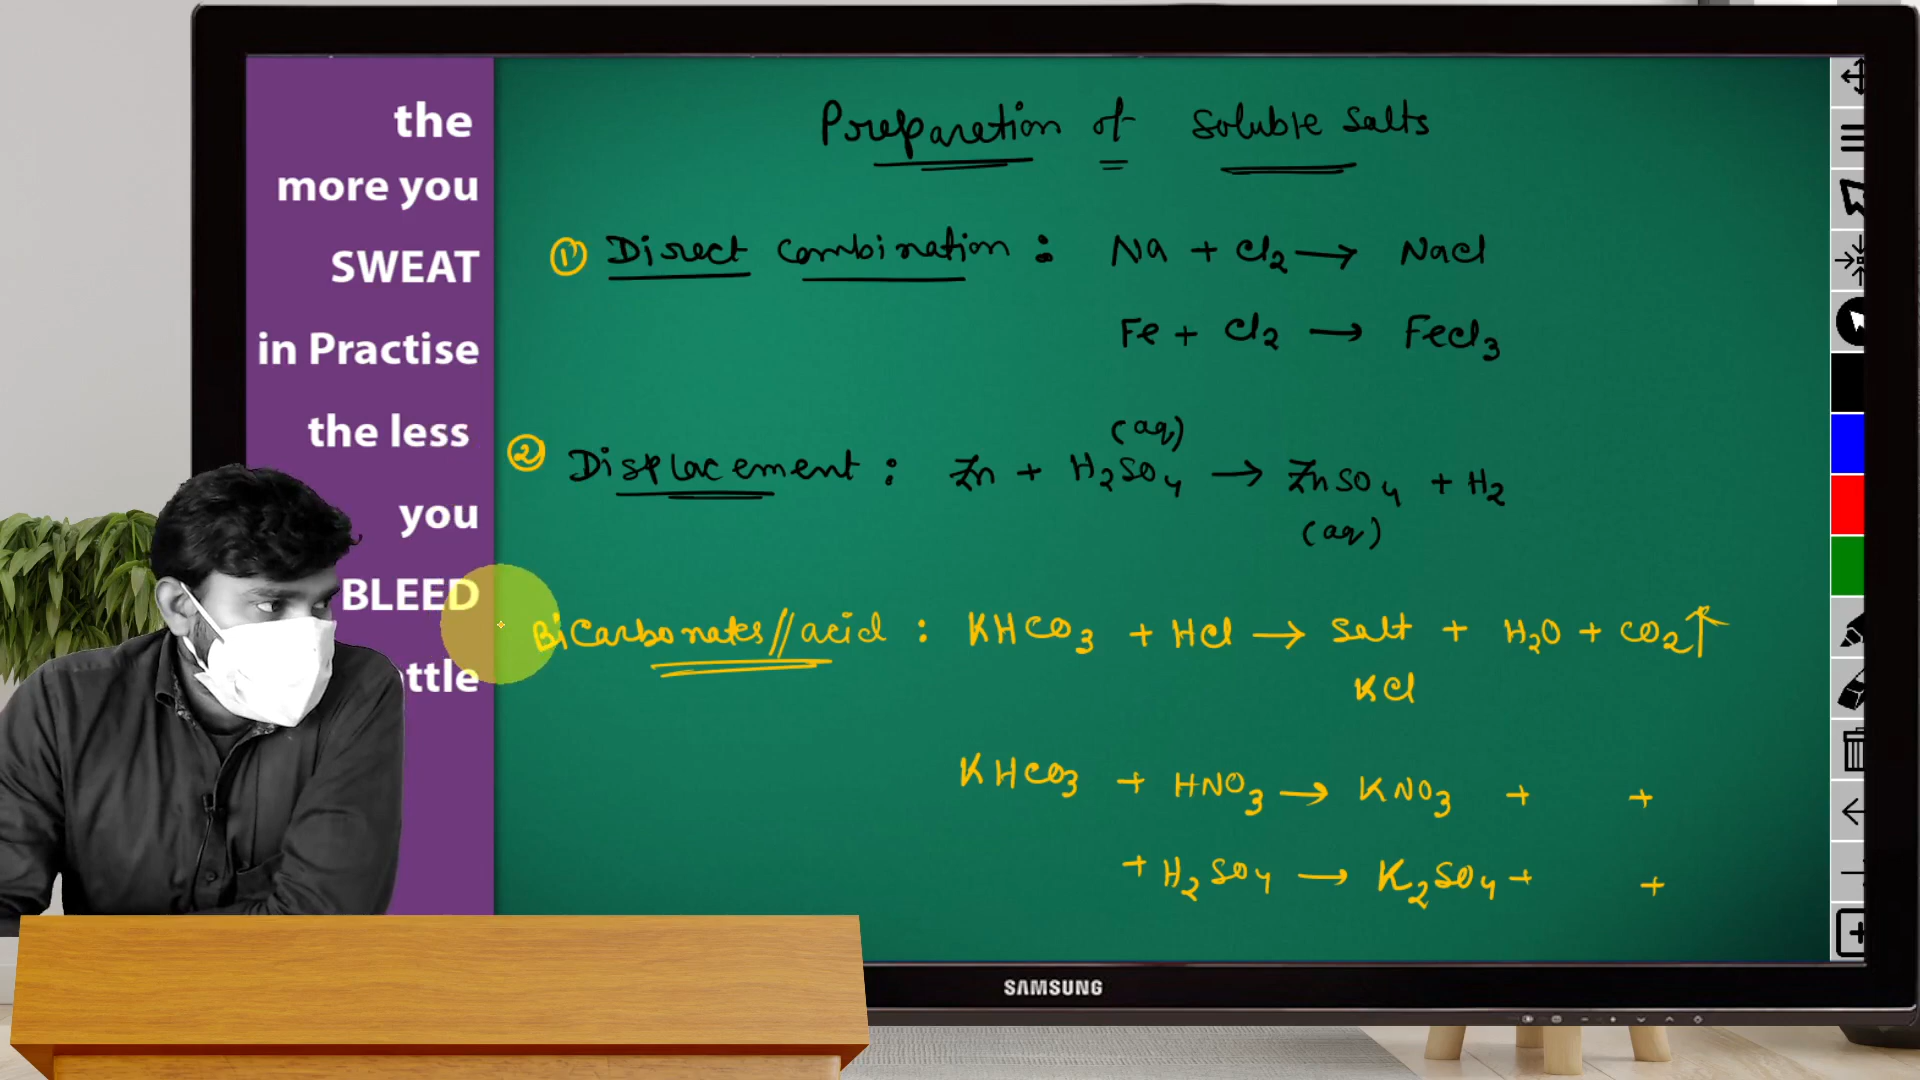 the
more you
SWEAT
in Practise
the less
you
BLEED
ttle
Preparation of Soluble Salts
① Direct Combination : Na + Cl₂ → NaCl
Fe + Cl₂ → FeCl₃
(aq)
② Displacement : Zn + H₂SO₄ → ZnSO₄ + H₂
(aq)
Bicarbonates//acid : KHCO₃ + HCl → Salt + H₂O + CO₂↑
KCl
KHCO₃ + HNO₃ → KNO₃ + +
+ H₂SO₄ → K₂SO₄ + +
SAMSUNG